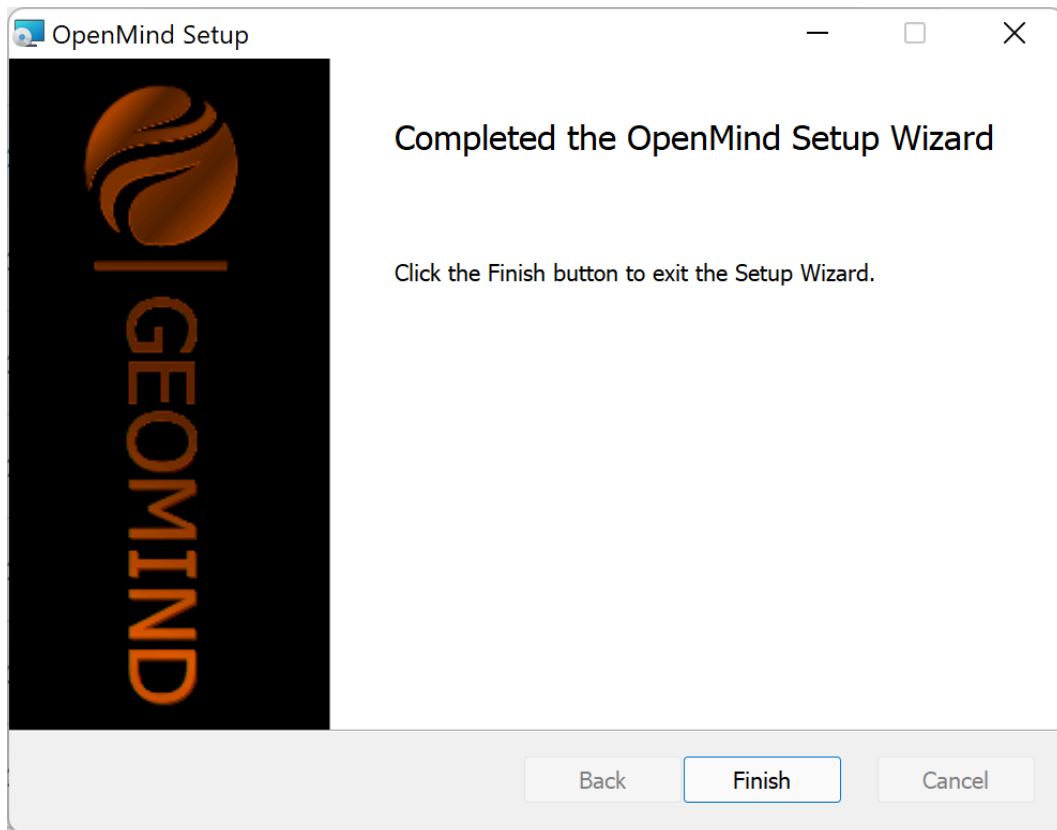 OpenMind Setup
GEOMIND
Completed the OpenMind Setup Wizard
Click the Finish button to exit the Setup Wizard.
Back
Finish
Cancel